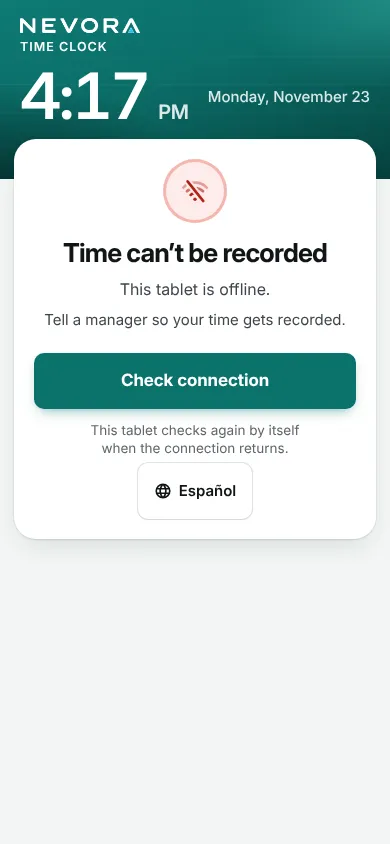 NEVORA
TIME CLOCK
4:17 PM
Monday, November 23
Time can’t be recorded
This tablet is offline.
Tell a manager so your time gets recorded.
Check connection
This tablet checks again by itself
when the connection returns.
Español